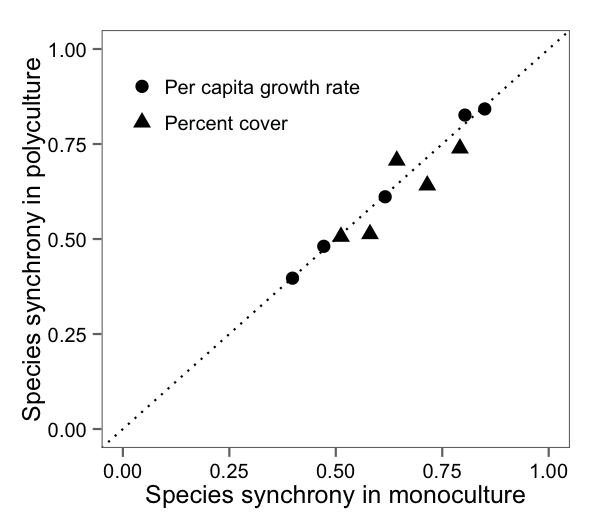 Species synchrony in polyculture
1.00
0.75
0.50
0.25
0.00
Per capita growth rate
Percent cover
0.00 0.25 0.50 0.75 1.00
Species synchrony in monoculture